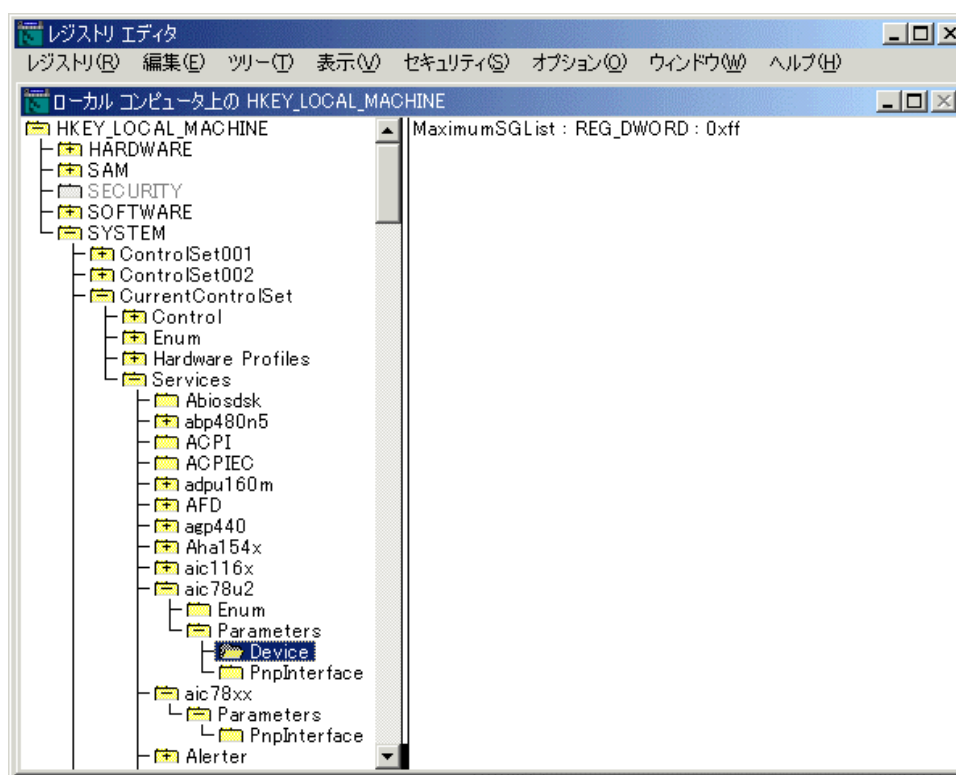 レジストリ エディタ
レジストリ(R) 編集(E) ツリー(T) 表示(V) セキュリティ(S) オプション(O) ウィンドウ(W) ヘルプ(H)
ローカル コンピュータ上の HKEY_LOCAL_MACHINE
HKEY_LOCAL_MACHINE
HARDWARE
SAM
SECURITY
SOFTWARE
SYSTEM
ControlSet001
ControlSet002
CurrentControlSet
Control
Enum
Hardware Profiles
Services
Abiosdsk
abp480n5
ACPI
ACPIEC
adpu160m
AFD
agp440
Aha154x
aic116x
aic78u2
Enum
Parameters
Device
PnpInterface
aic78xx
Parameters
PnpInterface
Alerter
MaximumSGList : REG_DWORD : 0xff